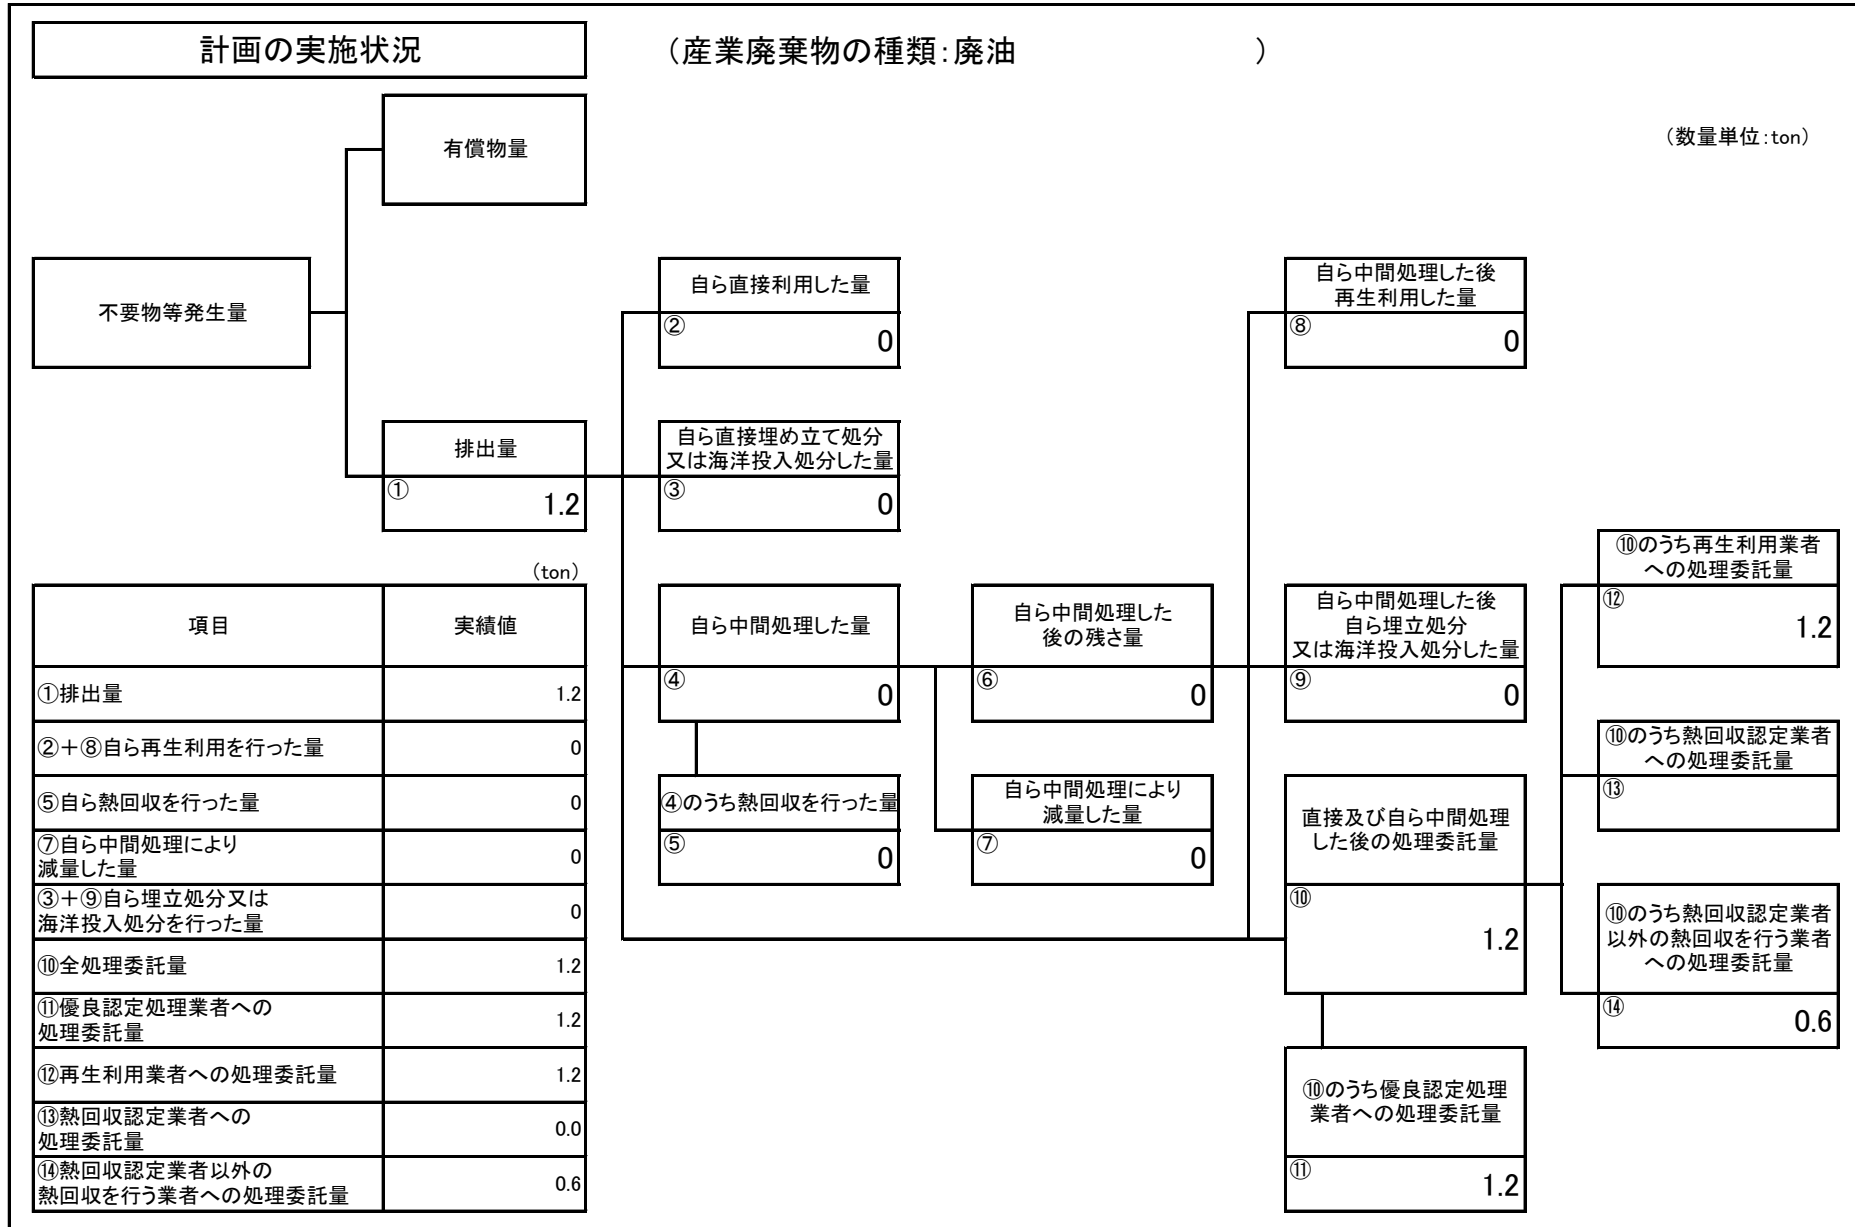 計画の実施状況
（産業廃棄物の種類：廃油　　　　　　　　　　）
有償物量
（数量単位：ton）
不要物等発生量
自ら直接利用した量
②
0
自ら中間処理した後
再生利用した量
⑧
0
排出量
①
1.2
自ら直接埋め立て処分
又は海洋投入処分した量
③
0
⑩のうち再生利用業者
への処理委託量
⑫
1.2
自ら中間処理した量
④
0
自ら中間処理した
後の残さ量
⑥
0
自ら中間処理した後
自ら埋立処分
又は海洋投入処分した量
⑨
0
⑩のうち熱回収認定業者
への処理委託量
⑬
④のうち熱回収を行った量
⑤
0
自ら中間処理により
減量した量
⑦
0
直接及び自ら中間処理
した後の処理委託量
⑩
1.2
⑩のうち熱回収認定業者
以外の熱回収を行う業者
への処理委託量
⑭
0.6
⑩のうち優良認定処理
業者への処理委託量
⑪
1.2
（ton）
項目 実績値
①排出量 1.2
②＋⑧自ら再生利用を行った量 0
⑤自ら熱回収を行った量 0
⑦自ら中間処理により
減量した量 0
③＋⑨自ら埋立処分又は
海洋投入処分を行った量 0
⑩全処理委託量 1.2
⑪優良認定処理業者への
処理委託量 1.2
⑫再生利用業者への処理委託量 1.2
⑬熱回収認定業者への
処理委託量 0.0
⑭熱回収認定業者以外の
熱回収を行う業者への処理委託量 0.6